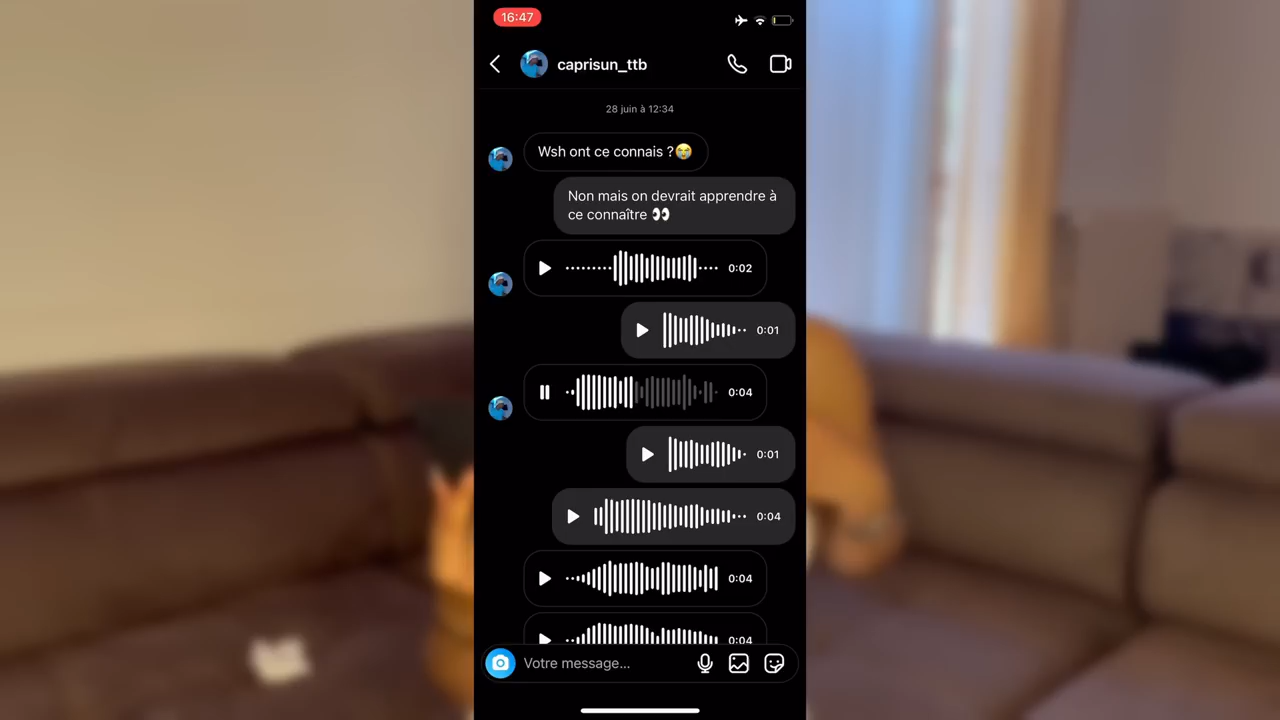 16:47
caprisun_ttb
28 juin à 12:34
Wsh ont ce connais ?😭
Non mais on devrait apprendre à
ce connaître 👀
0:02
0:01
0:04
0:01
0:04
0:04
0:04
Votre message...